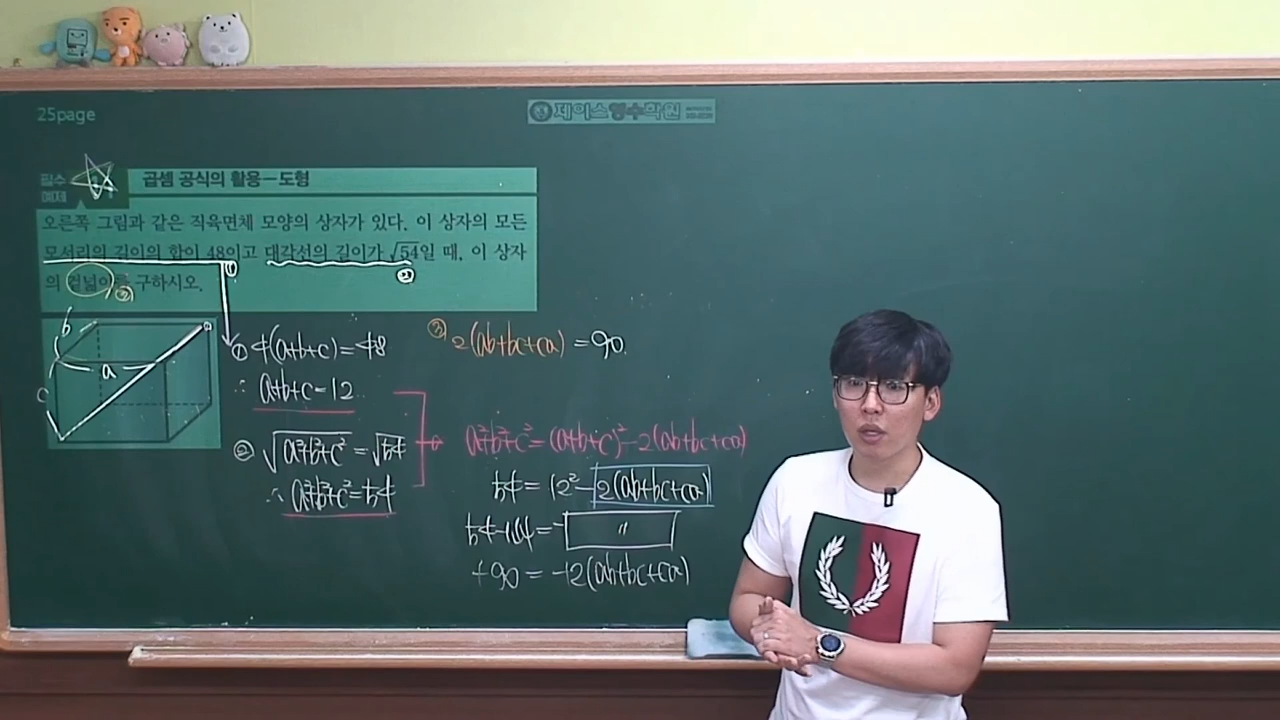 25page
제이스영수학원
필수
예제
곱셈 공식의 활용-도형
오른쪽 그림과 같은 직육면체 모양의 상자가 있다. 이 상자의 모든
모서리의 길이의 합이 48이고 대각선의 길이가 √54일 때, 이 상자
의 겉넓이를 구하시오.
①
②
③
b
a
c
① 4(a+b+c)=48
∴ a+b+c=12
② √a²+b²+c² = √54
∴ a²+b²+c²=54
③ 2(ab+bc+ca) = 90.
a²+b²+c² = (a+b+c)²-2(ab+bc+ca)
54 = 12²-2(ab+bc+ca)
54-144 = - 〃
+90 = +2(ab+bc+ca)